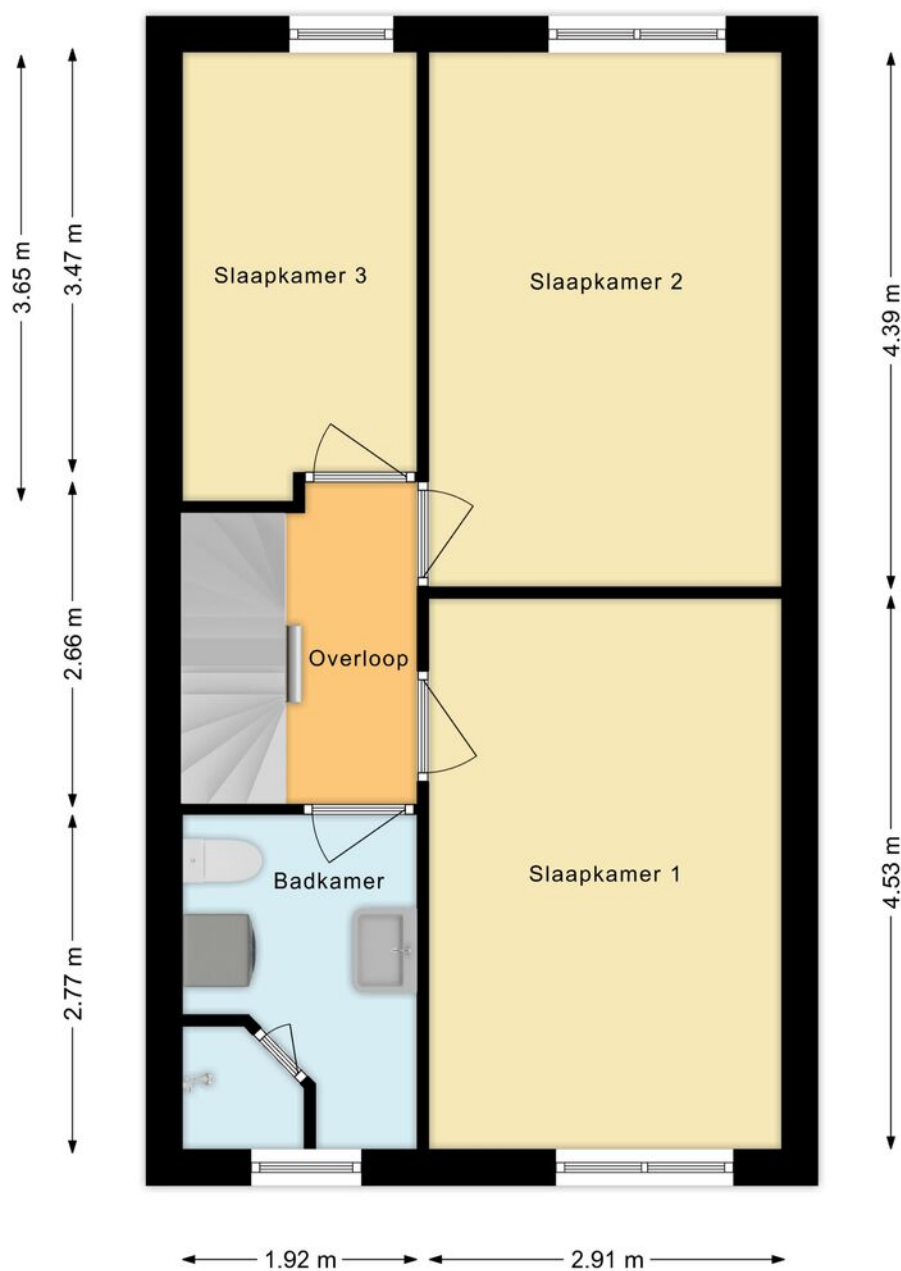 Slaapkamer 3
Slaapkamer 2
3.65 m
3.47 m
4.39 m
2.66 m
Overloop
Slaapkamer 1
Badkamer
4.53 m
2.77 m
1.92 m
2.91 m